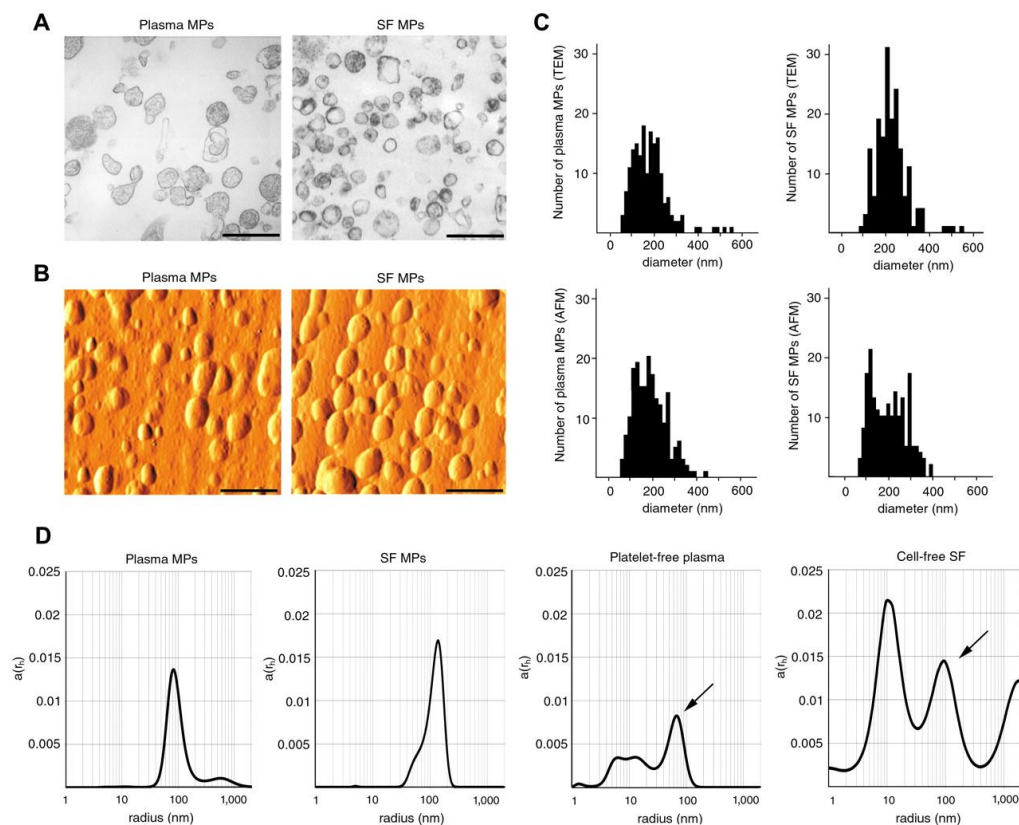 A
Plasma MPs
SF MPs
B
Plasma MPs
SF MPs
C
Number of plasma MPs (TEM)
30
20
10
0 200 400 600
diameter (nm)
Number of SF MPs (TEM)
30
20
10
0 200 400 600
diameter (nm)
Number of plasma MPs (AFM)
30
20
10
0 200 400 600
diameter (nm)
Number of SF MPs (AFM)
30
20
10
0 200 400 600
diameter (nm)
D
Plasma MPs
a(rₕ)
0.025
0.02
0.015
0.01
0.005
1 10 100 1,000
radius (nm)
SF MPs
a(rₕ)
0.025
0.02
0.015
0.01
0.005
1 10 100 1,000
radius (nm)
Platelet-free plasma
a(rₕ)
0.025
0.02
0.015
0.01
0.005
1 10 100 1,000
radius (nm)
Cell-free SF
a(rₕ)
0.025
0.02
0.015
0.01
0.005
1 10 100 1,000
radius (nm)